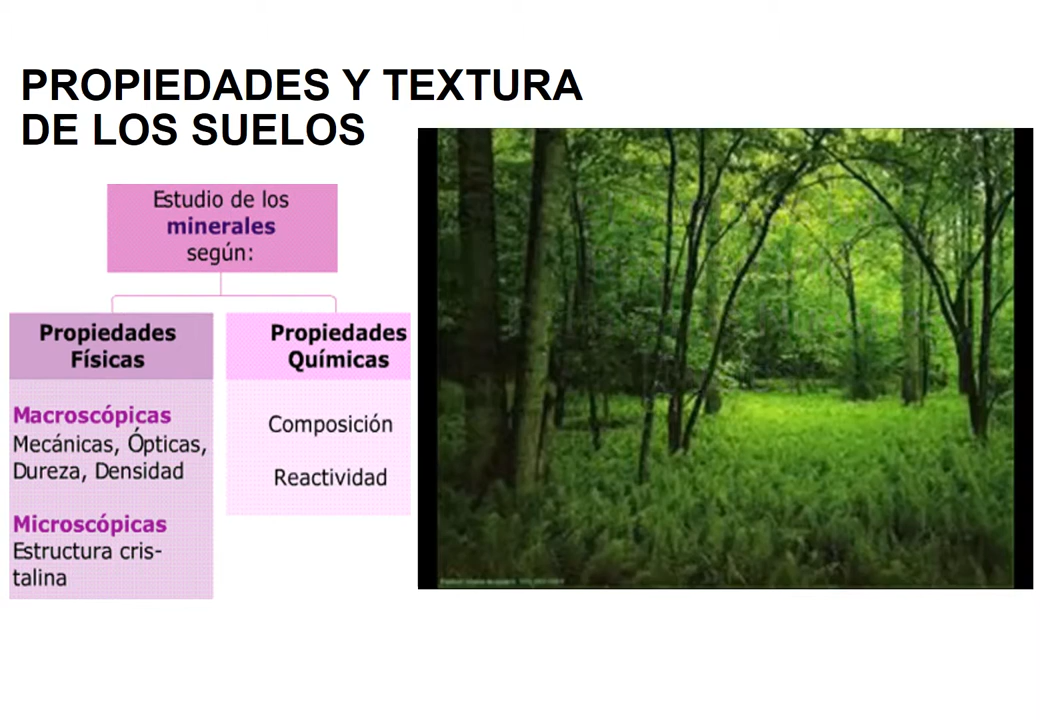 PROPIEDADES Y TEXTURA
DE LOS SUELOS
Estudio de los
minerales
según:
Propiedades
Físicas
Macroscópicas
Mecánicas, Ópticas,
Dureza, Densidad
Microscópicas
Estructura cris-
talina
Propiedades
Químicas
Composición
Reactividad